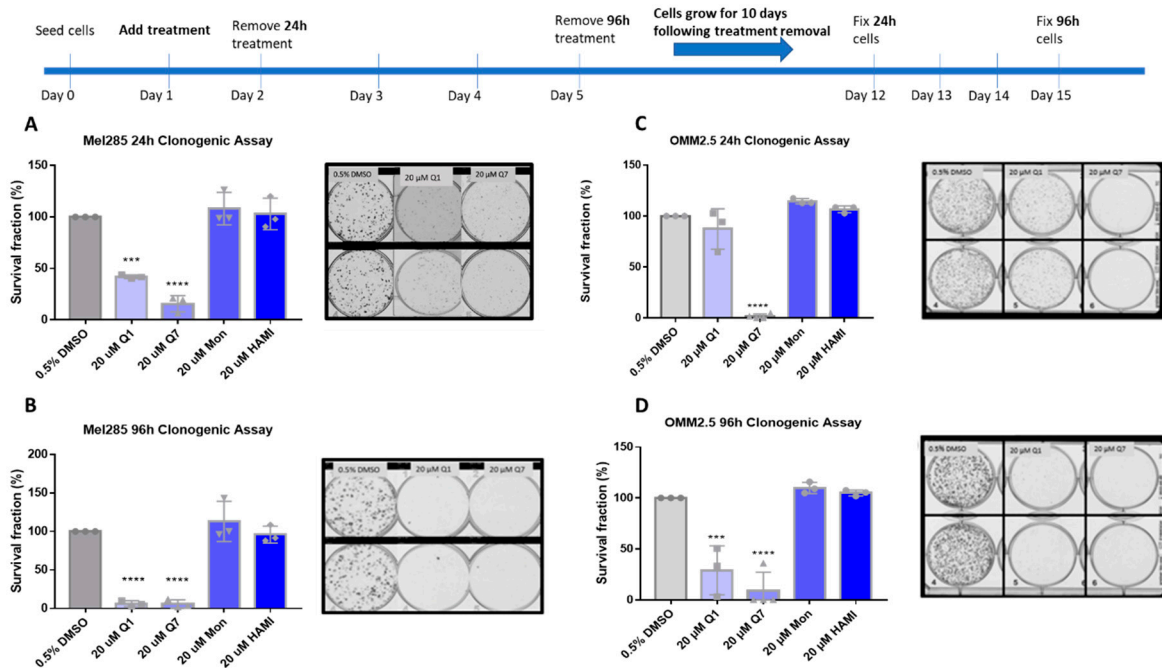 Seed cells
Add treatment
Remove 24h
treatment
Remove 96h
treatment
Cells grow for 10 days
following treatment removal
Fix 24h
cells
Fix 96h
cells
Day 0
Day 1
Day 2
Day 3
Day 4
Day 5
Day 12
Day 13
Day 14
Day 15
A
Mel285 24h Clonogenic Assay
Survival fraction (%)
150
100
50
0
***
****
0.5% DMSO
20 uM Q1
20 uM Q7
20 uM Mon
20 uM HAMI
0.5% DMSO
20 µM Q1
20 µM Q7
C
OMM2.5 24h Clonogenic Assay
Survival fraction (%)
150
100
50
0
****
0.5% DMSO
20 µM Q1
20 µM Q7
20 µM Mon
20 µM HAMI
0.5% DMSO
20 µM Q1
20 µM Q7
4
5
6
B
Mel285 96h Clonogenic Assay
Survival fraction (%)
200
150
100
50
0
****
****
0.5% DMSO
20 uM Q1
20 uM Q7
20 uM Mon
20 uM HAMI
0.5% DMSO
20 µM Q1
20 µM Q7
D
OMM2.5 96h Clonogenic Assay
Survival fraction (%)
150
100
50
0
***
****
0.5% DMSO
20 µM Q1
20 µM Q7
20 µM Mon
20 µM HAMI
0.5% DMSO
20 µM Q1
20 µM Q7
4
5
6